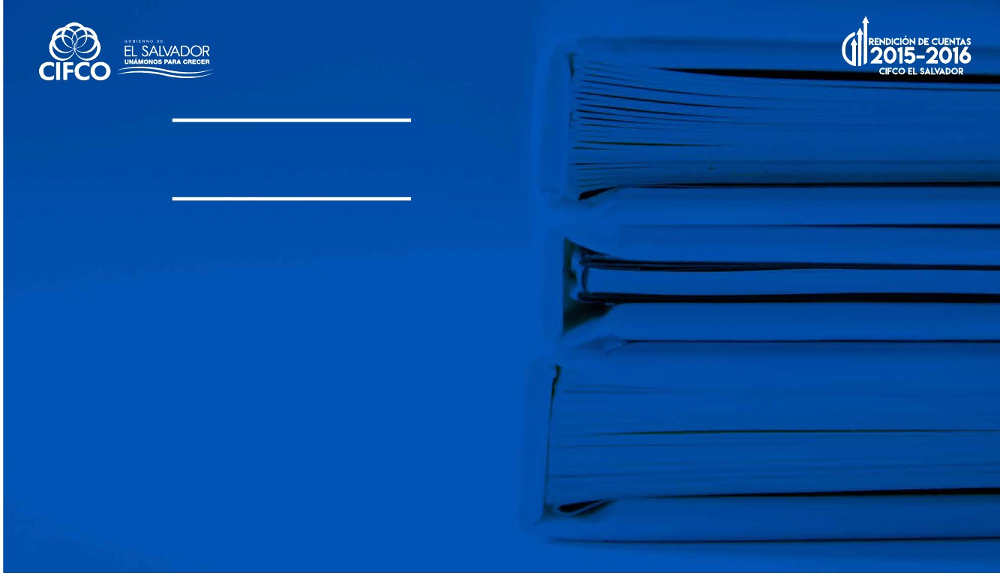 CIFCO
GOBIERNO DE
EL SALVADOR
UNÁMONOS PARA CRECER
RENDICIÓN DE CUENTAS
2015-2016
CIFCO EL SALVADOR